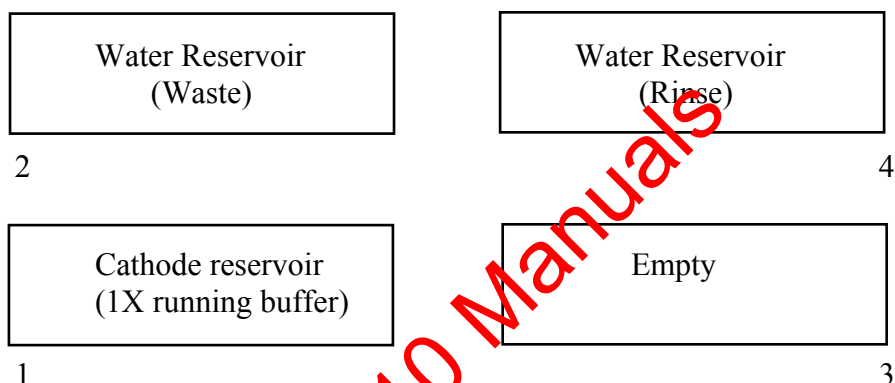 Water Reservoir
(Waste)
Water Reservoir
(Rinse)
2
4
Cathode reservoir
(1X running buffer)
Empty
1
3
Manuals